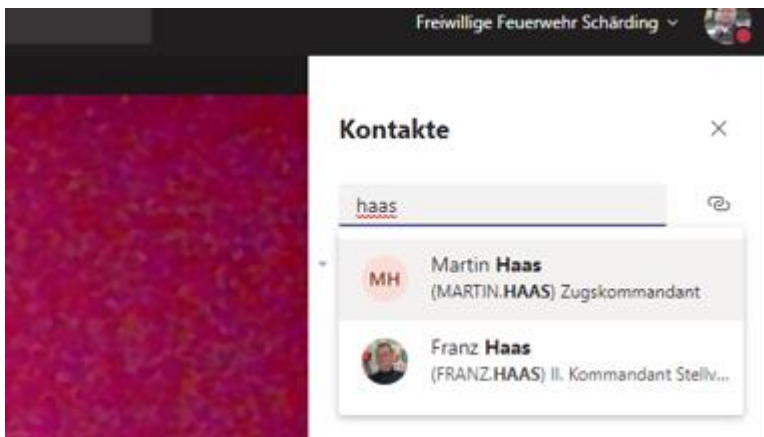 Freiwillige Feuerwehr Schärding
Kontakte
haas
MH
Martin Haas
(MARTIN.HAAS) Zugskommandant
Franz Haas
(FRANZ.HAAS) II. Kommandant Stellv...